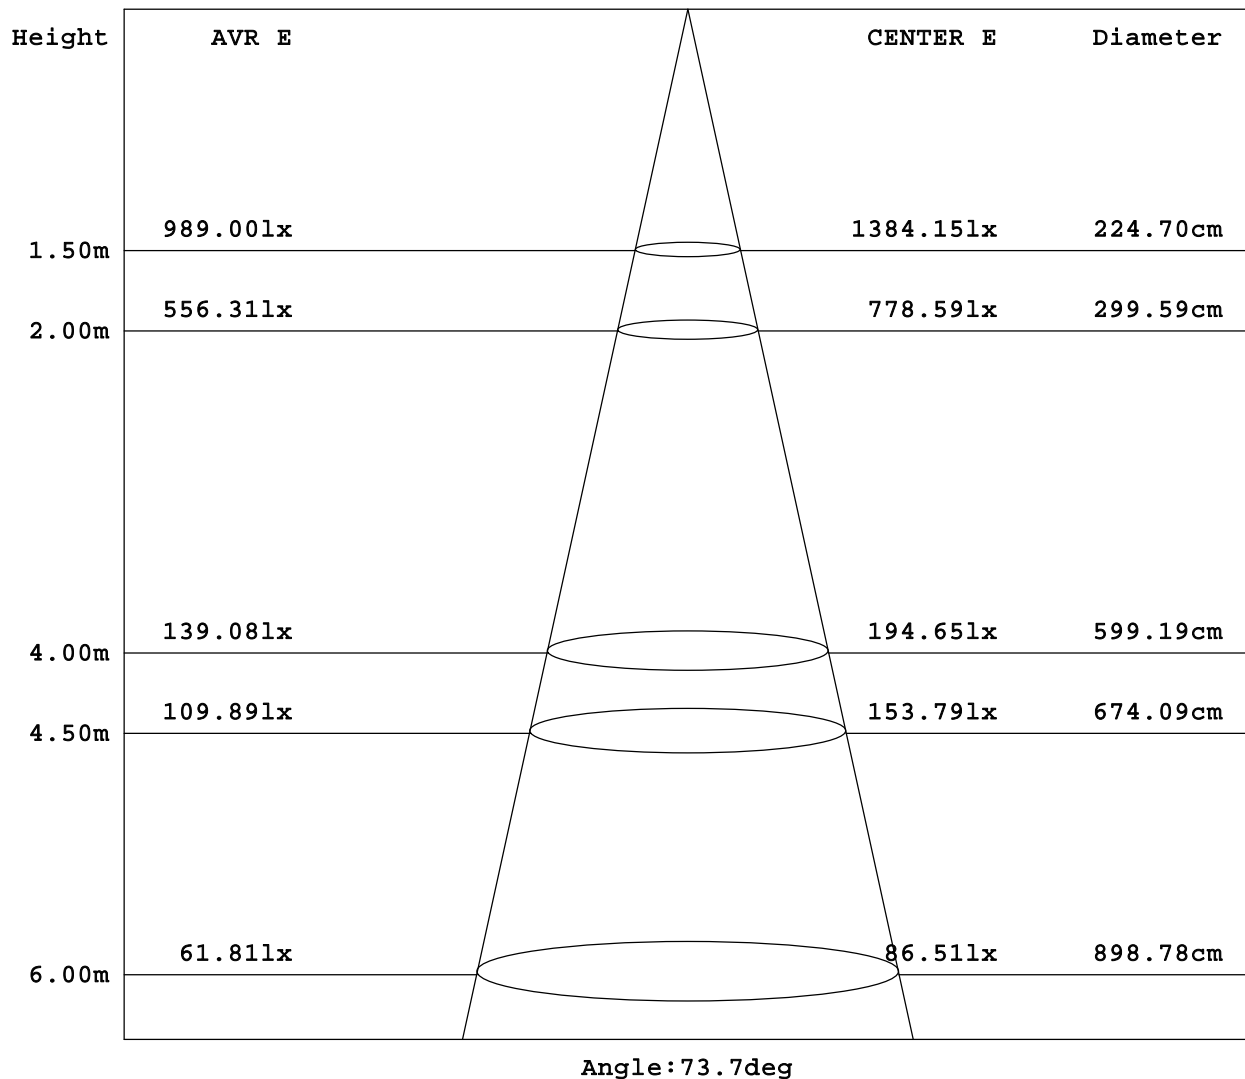 Height AVR E CENTER E Diameter
989.00lx 1384.15lx 224.70cm
1.50m
556.31lx 778.59lx 299.59cm
2.00m
139.08lx 194.65lx 599.19cm
4.00m
109.89lx 153.79lx 674.09cm
4.50m
61.81lx 86.51lx 898.78cm
6.00m
Angle:73.7deg